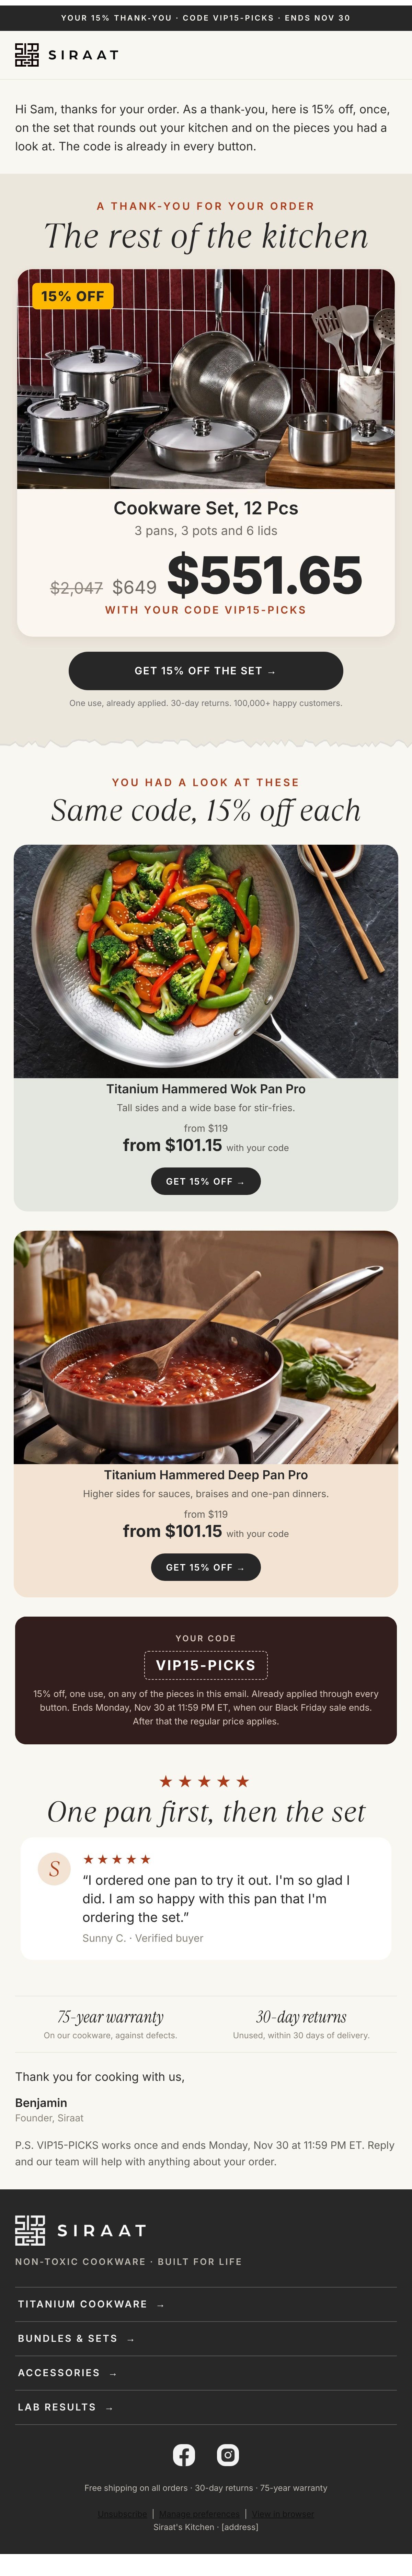 YOUR 15% THANK-YOU · CODE VIP15-PICKS · ENDS NOV 30
SIRAAT
Hi Sam, thanks for your order. As a thank-you, here is 15% off, once,
on the set that rounds out your kitchen and on the pieces you had a
look at. The code is already in every button.
A THANK-YOU FOR YOUR ORDER
The rest of the kitchen
15% OFF
Cookware Set, 12 Pcs
3 pans, 3 pots and 6 lids
$2,047 $649 $551.65
WITH YOUR CODE VIP15-PICKS
GET 15% OFF THE SET →
One use, already applied. 30-day returns. 100,000+ happy customers.
YOU HAD A LOOK AT THESE
Same code, 15% off each
Titanium Hammered Wok Pan Pro
Tall sides and a wide base for stir-fries.
from $119
from $101.15 with your code
GET 15% OFF →
Titanium Hammered Deep Pan Pro
Higher sides for sauces, braises and one-pan dinners.
from $119
from $101.15 with your code
GET 15% OFF →
YOUR CODE
VIP15-PICKS
15% off, one use, on any of the pieces in this email. Already applied through every
button. Ends Monday, Nov 30 at 11:59 PM ET, when our Black Friday sale ends.
After that the regular price applies.
★★★★★
One pan first, then the set
S
★★★★★
“I ordered one pan to try it out. I'm so glad I
did. I am so happy with this pan that I'm
ordering the set.”
Sunny C. · Verified buyer
75-year warranty
On our cookware, against defects.
30-day returns
Unused, within 30 days of delivery.
Thank you for cooking with us,
Benjamin
Founder, Siraat
P.S. VIP15-PICKS works once and ends Monday, Nov 30 at 11:59 PM ET. Reply
and our team will help with anything about your order.
SIRAAT
NON-TOXIC COOKWARE · BUILT FOR LIFE
TITANIUM COOKWARE →
BUNDLES & SETS →
ACCESSORIES →
LAB RESULTS →
Free shipping on all orders · 30-day returns · 75-year warranty
Unsubscribe | Manage preferences | View in browser
Siraat's Kitchen · [address]